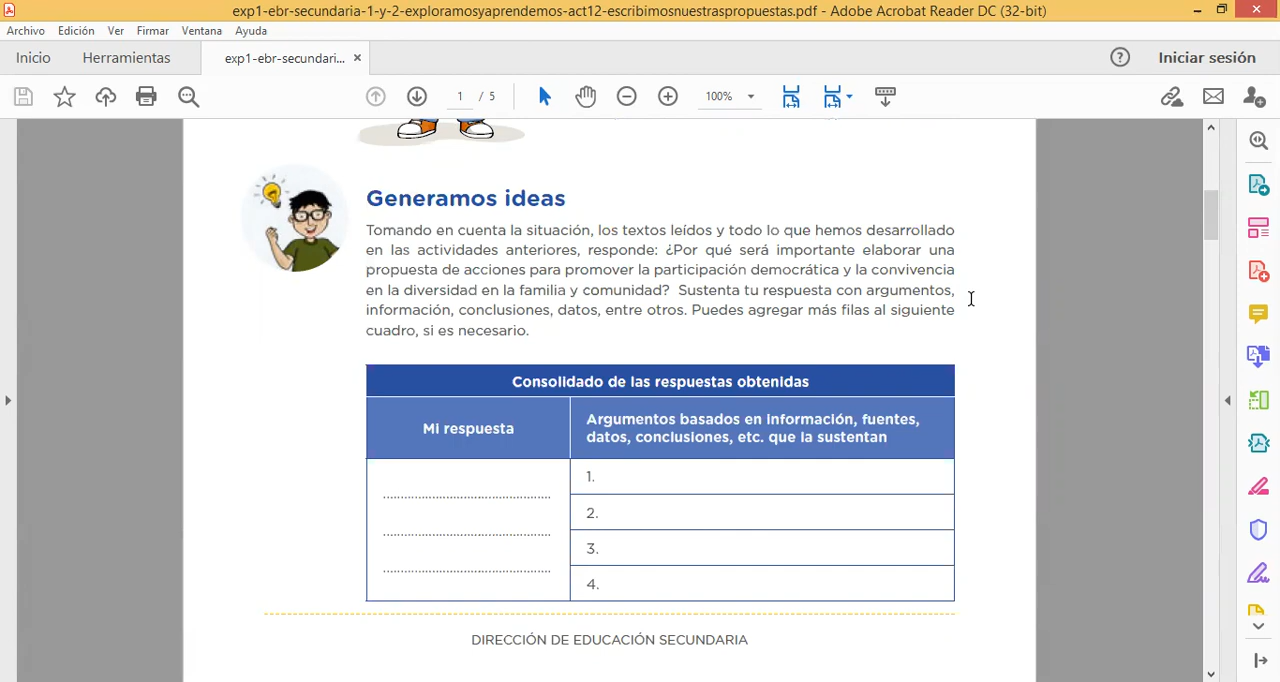 exp1-ebr-secundaria-1-y-2-exploramosyaprendemos-act12-escribimosnuestraspropuestas.pdf - Adobe Acrobat Reader DC (32-bit)
Archivo Edición Ver Firmar Ventana Ayuda
Inicio Herramientas exp1-ebr-secundari... × Iniciar sesión
1 / 5 100%
Generamos ideas
Tomando en cuenta la situación, los textos leídos y todo lo que hemos desarrollado
en las actividades anteriores, responde: ¿Por qué será importante elaborar una
propuesta de acciones para promover la participación democrática y la convivencia
en la diversidad en la familia y comunidad? Sustenta tu respuesta con argumentos,
información, conclusiones, datos, entre otros. Puedes agregar más filas al siguiente
cuadro, si es necesario.
Consolidado de las respuestas obtenidas
Mi respuesta
Argumentos basados en información, fuentes,
datos, conclusiones, etc. que la sustentan
1.
2.
3.
4.
DIRECCIÓN DE EDUCACIÓN SECUNDARIA